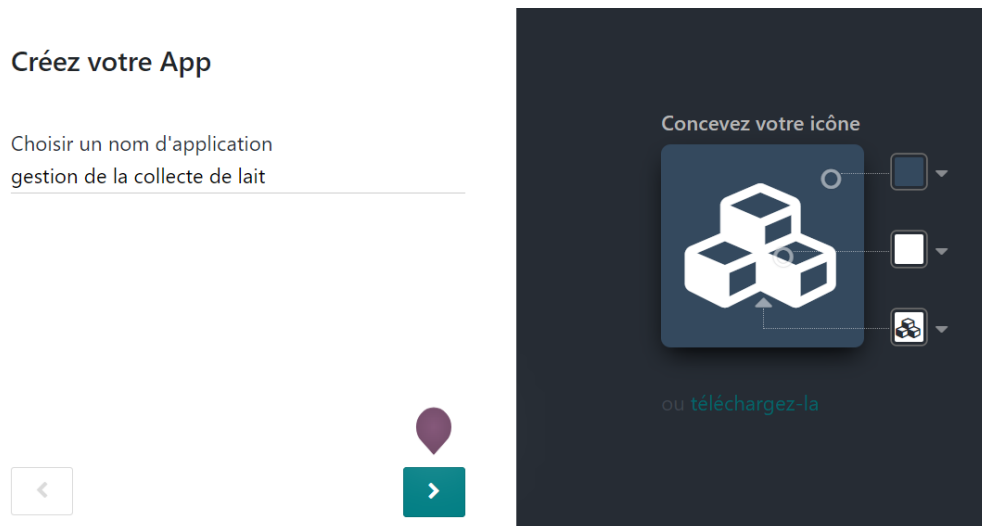 Créez votre App
Choisir un nom d'application
gestion de la collecte de lait
Concevez votre icône
ou téléchargez-la